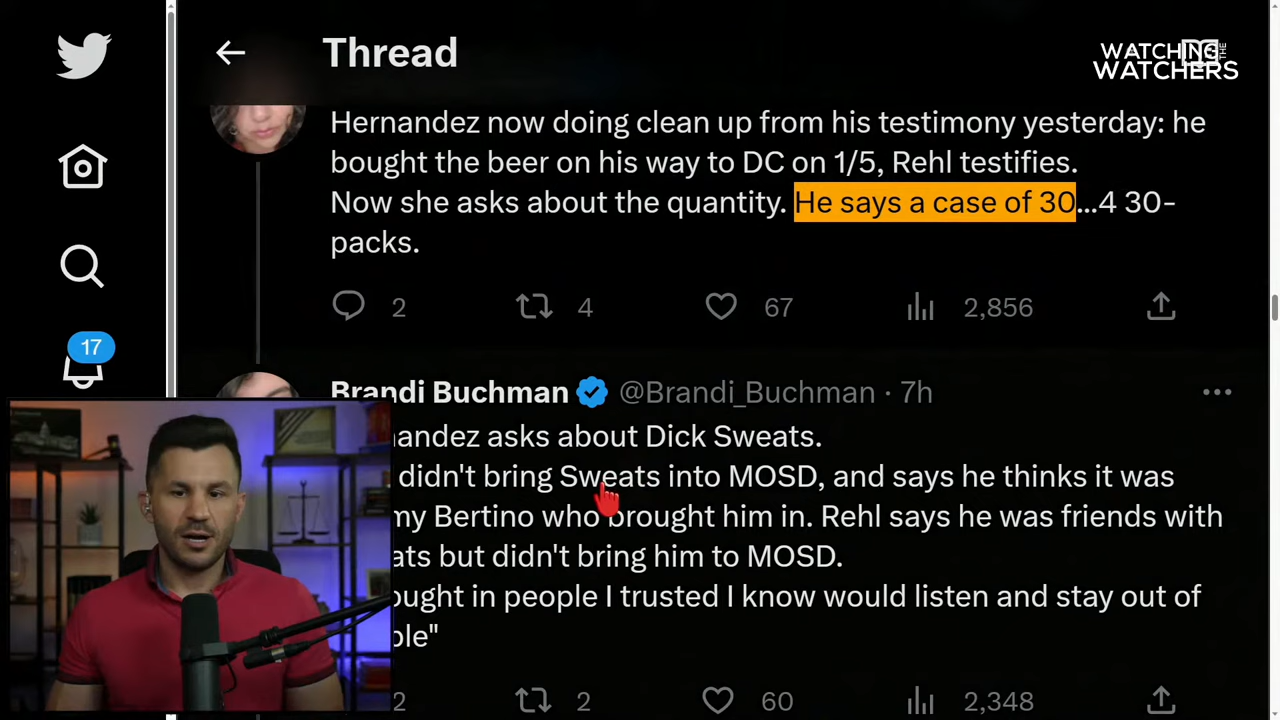 Thread
WATCHING THE
WATCHERS
Hernandez now doing clean up from his testimony yesterday: he
bought the beer on his way to DC on 1/5, Rehl testifies.
Now she asks about the quantity. He says a case of 30...4 30-
packs.
2 4 67 2,856
17
Brandi Buchman @Brandi_Buchman · 7h
nandez asks about Dick Sweats.
didn't bring Sweats into MOSD, and says he thinks it was
my Bertino who brought him in. Rehl says he was friends with
ats but didn't bring him to MOSD.
ought in people I trusted I know would listen and stay out of
ble"
2 2 60 2,348